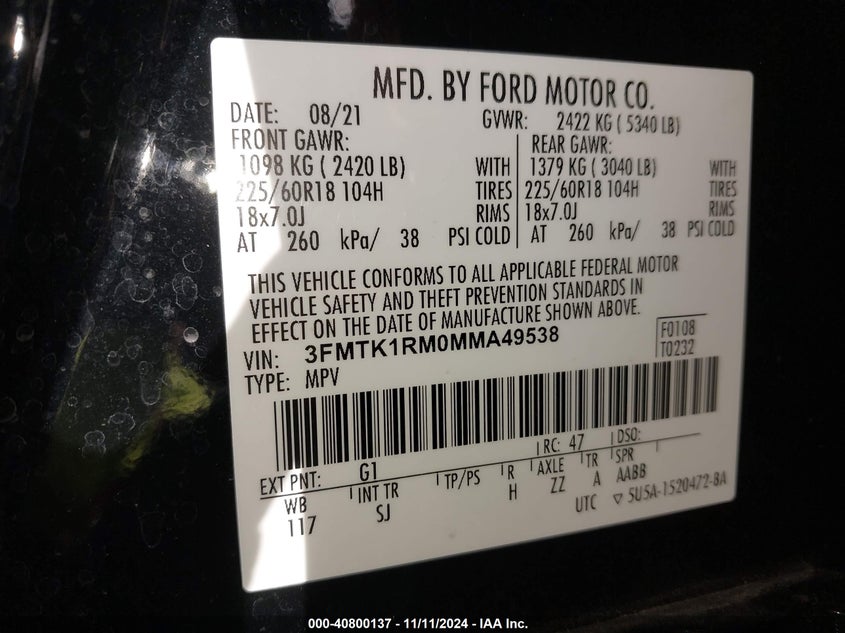 MFD. BY FORD MOTOR CO.
DATE: 08/21 GVWR: 2422 KG ( 5340 LB)
FRONT GAWR: REAR GAWR:
1098 KG ( 2420 LB) WITH 1379 KG ( 3040 LB) WITH
225/60R18 104H TIRES 225/60R18 104H TIRES
18x7.0J RIMS 18x7.0J RIMS
AT 260 kPa/ 38 PSI COLD AT 260 kPa/ 38 PSI COLD
THIS VEHICLE CONFORMS TO ALL APPLICABLE FEDERAL MOTOR
VEHICLE SAFETY AND THEFT PREVENTION STANDARDS IN
EFFECT ON THE DATE OF MANUFACTURE SHOWN ABOVE.
VIN: 3FMTK1RM0MMA49538 F0108
TYPE: MPV T0232
EXT PNT: G1 RC: 47 DSO:
WB INT TR TP/PS R AXLE TR SPR
117 SJ H ZZ A AABB
UTC ▽ 5U5A-1520472-BA
000-40800137 - 11/11/2024 - IAA Inc.